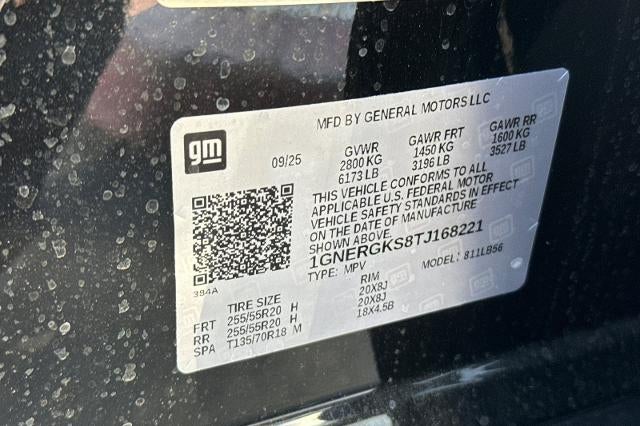 MFD BY GENERAL MOTORS LLC
gm
09/25
GVWR GAWR FRT GAWR RR
2800 KG 1450 KG 1600 KG
6173 LB 3196 LB 3527 LB
THIS VEHICLE CONFORMS TO ALL
APPLICABLE U.S. FEDERAL MOTOR
VEHICLE SAFETY STANDARDS IN EFFECT
ON THE DATE OF MANUFACTURE
SHOWN ABOVE.
1GNERGKS8TJ168221
TYPE: MPV MODEL: 811LB56
384A
TIRE SIZE RIM
FRT 255/55R20 H 20X8J
RR 255/55R20 H 20X8J
SPA T135/70R18 M 18X4.5B